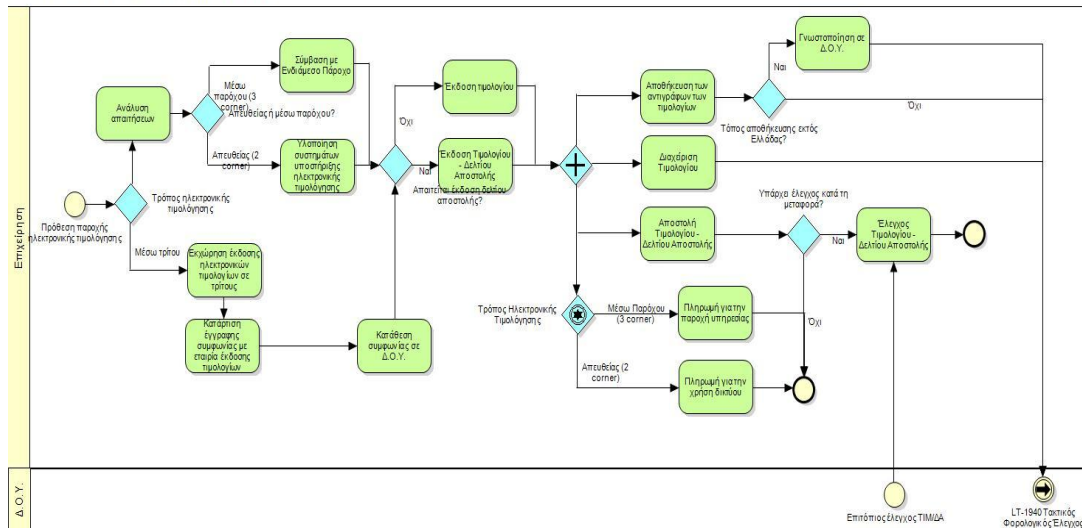 Επιχείρηση
Πρόθεση παροχής
ηλεκτρονικής τιμολόγησης
Τρόπος ηλεκτρονικής
τιμολόγησης
Ανάλυση
απαιτήσεων
Μέσω
παρόχου (3
corner)
Απευθείας ή μέσω παρόχου?
Απευθείας (2
corner)
Σύμβαση με
Ενδιάμεσο Πάροχο
Υλοποίηση
συστημάτων
υποστήριξης
ηλεκτρονικής
τιμολόγησης
Μέσω τρίτου
Εκχώρηση έκδοσης
ηλεκτρονικών
τιμολογίων σε
τρίτους
Κατάρτιση
έγγραφης
συμφωνίας με
εταιρία έκδοσης
τιμολογίων
Κατάθεση
συμφωνίας σε
Δ.Ο.Υ.
Όχι
Ναι
Απαιτείται έκδοση δελτίου
αποστολής?
Έκδοση τιμολογίου
Έκδοση Τιμολογίου
- Δελτίου
Αποστολής
Αποθήκευση των
αντιγράφων των
τιμολογίων
Τόπος αποθήκευσης εκτός
Ελλάδας?
Ναι
Όχι
Γνωστοποίηση σε
Δ.Ο.Υ.
Διαχείριση
Τιμολογίου
Αποστολή
Τιμολογίου -
Δελτίου Αποστολής
Υπάρχει έλεγχος κατά τη
μεταφορά?
Ναι
Όχι
Έλεγχος
Τιμολογίου -
Δελτίου Αποστολής
Τρόπος Ηλεκτρονικής
Τιμολόγησης
Μέσω Παρόχου
(3 corner)
Πληρωμή για την
παροχή υπηρεσίας
Απευθείας (2
corner)
Πληρωμή για την
χρήση δικτύου
Δ.Ο.Υ.
Επιτόπιος έλεγχος ΤΙΜ/ΔΑ
LT-1940 Τακτικός
Φορολογικός Έλεγχος